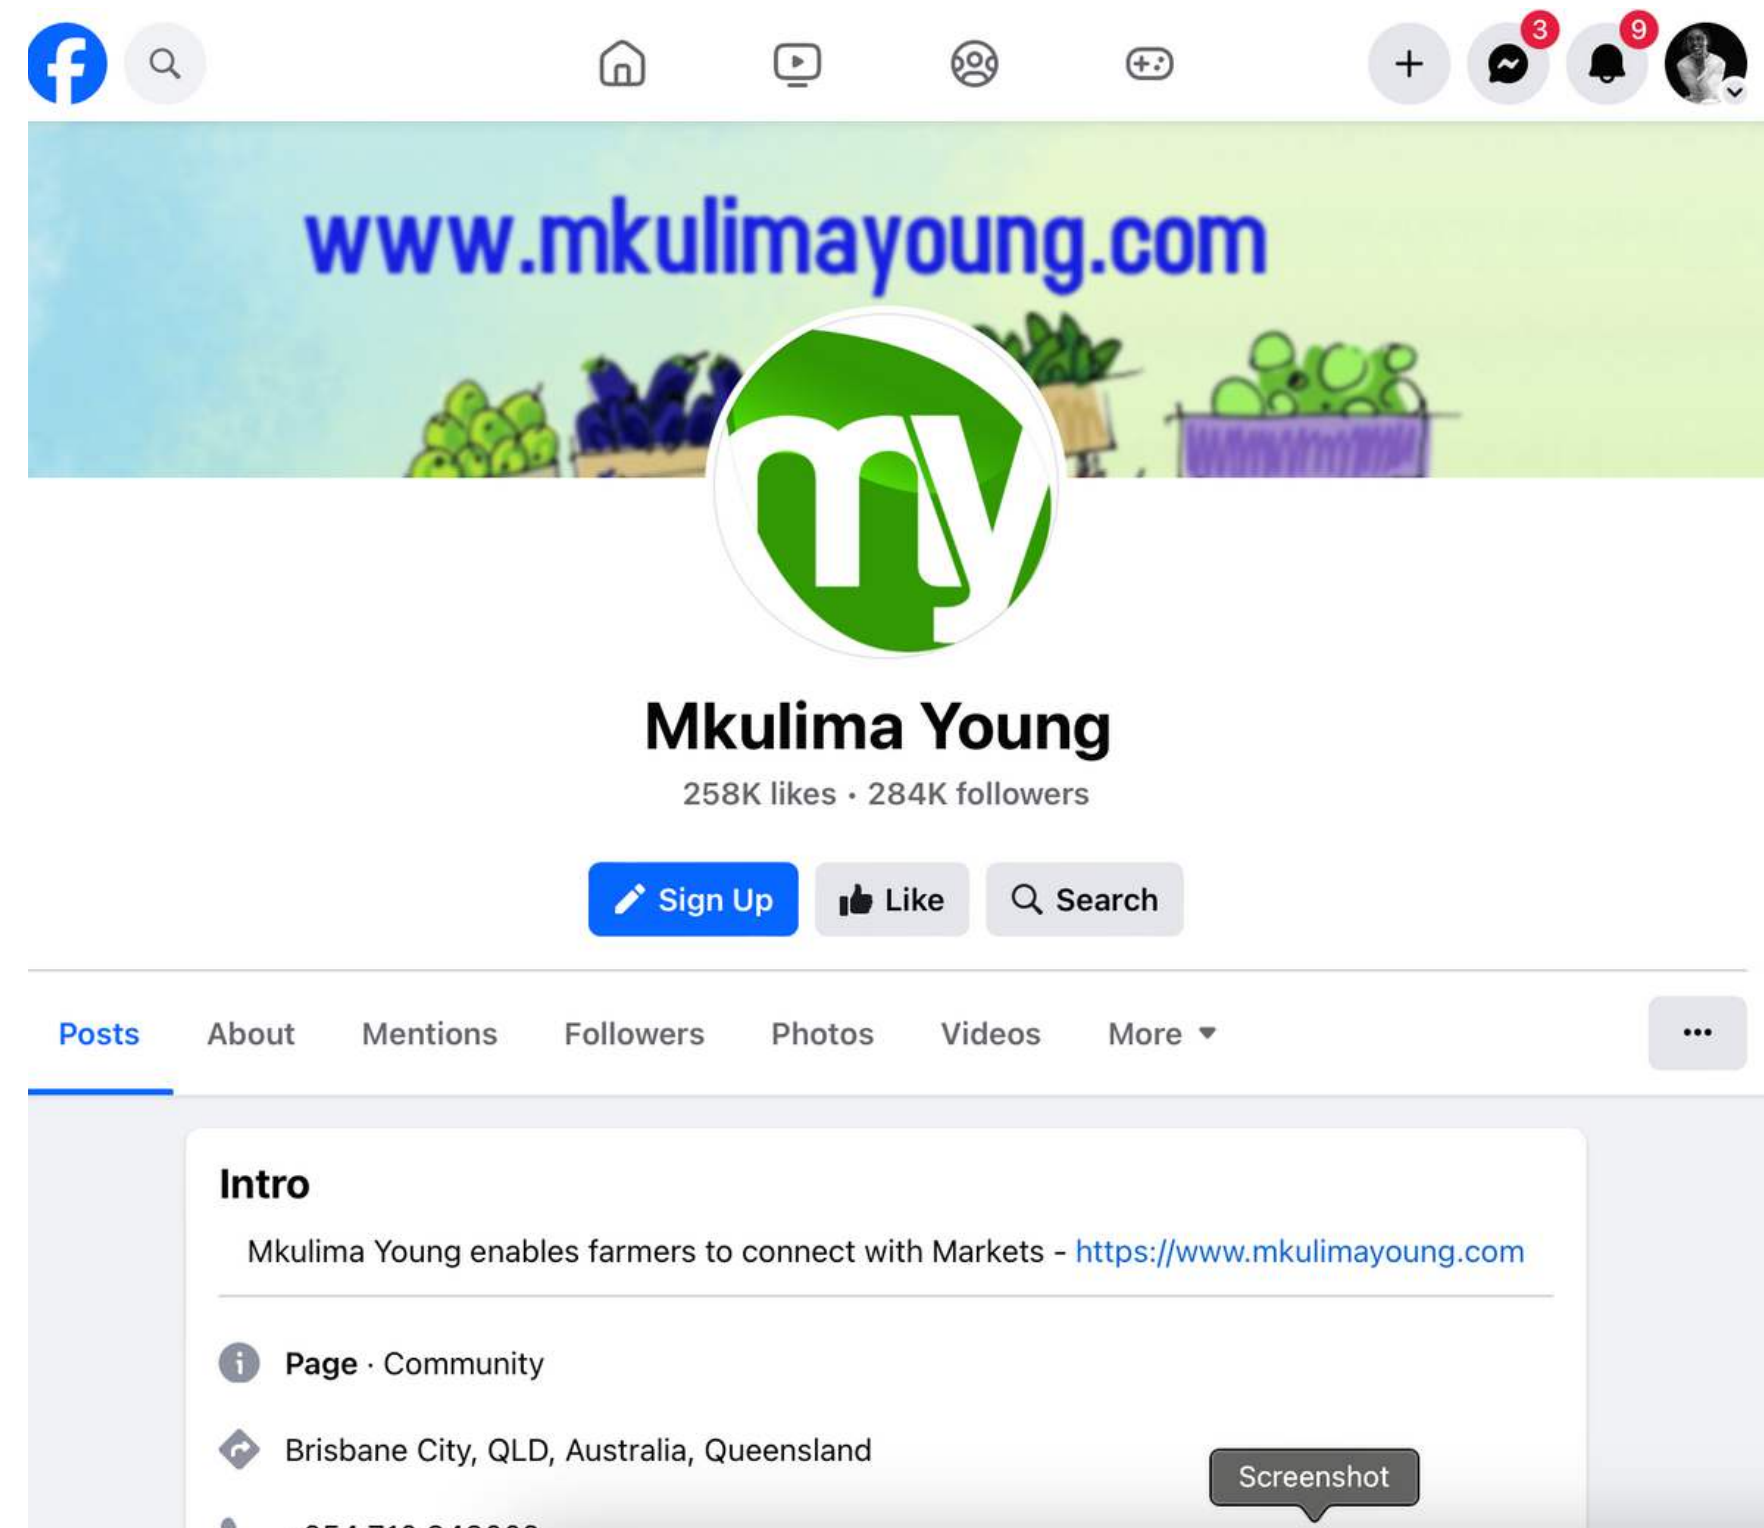 3
9
www.mkulimayoung.com
my
Mkulima Young
258K likes · 284K followers
Sign Up
Like
Search
Posts
About
Mentions
Followers
Photos
Videos
More
Intro
Mkulima Young enables farmers to connect with Markets - https://www.mkulimayoung.com
Page · Community
Brisbane City, QLD, Australia, Queensland
Screenshot